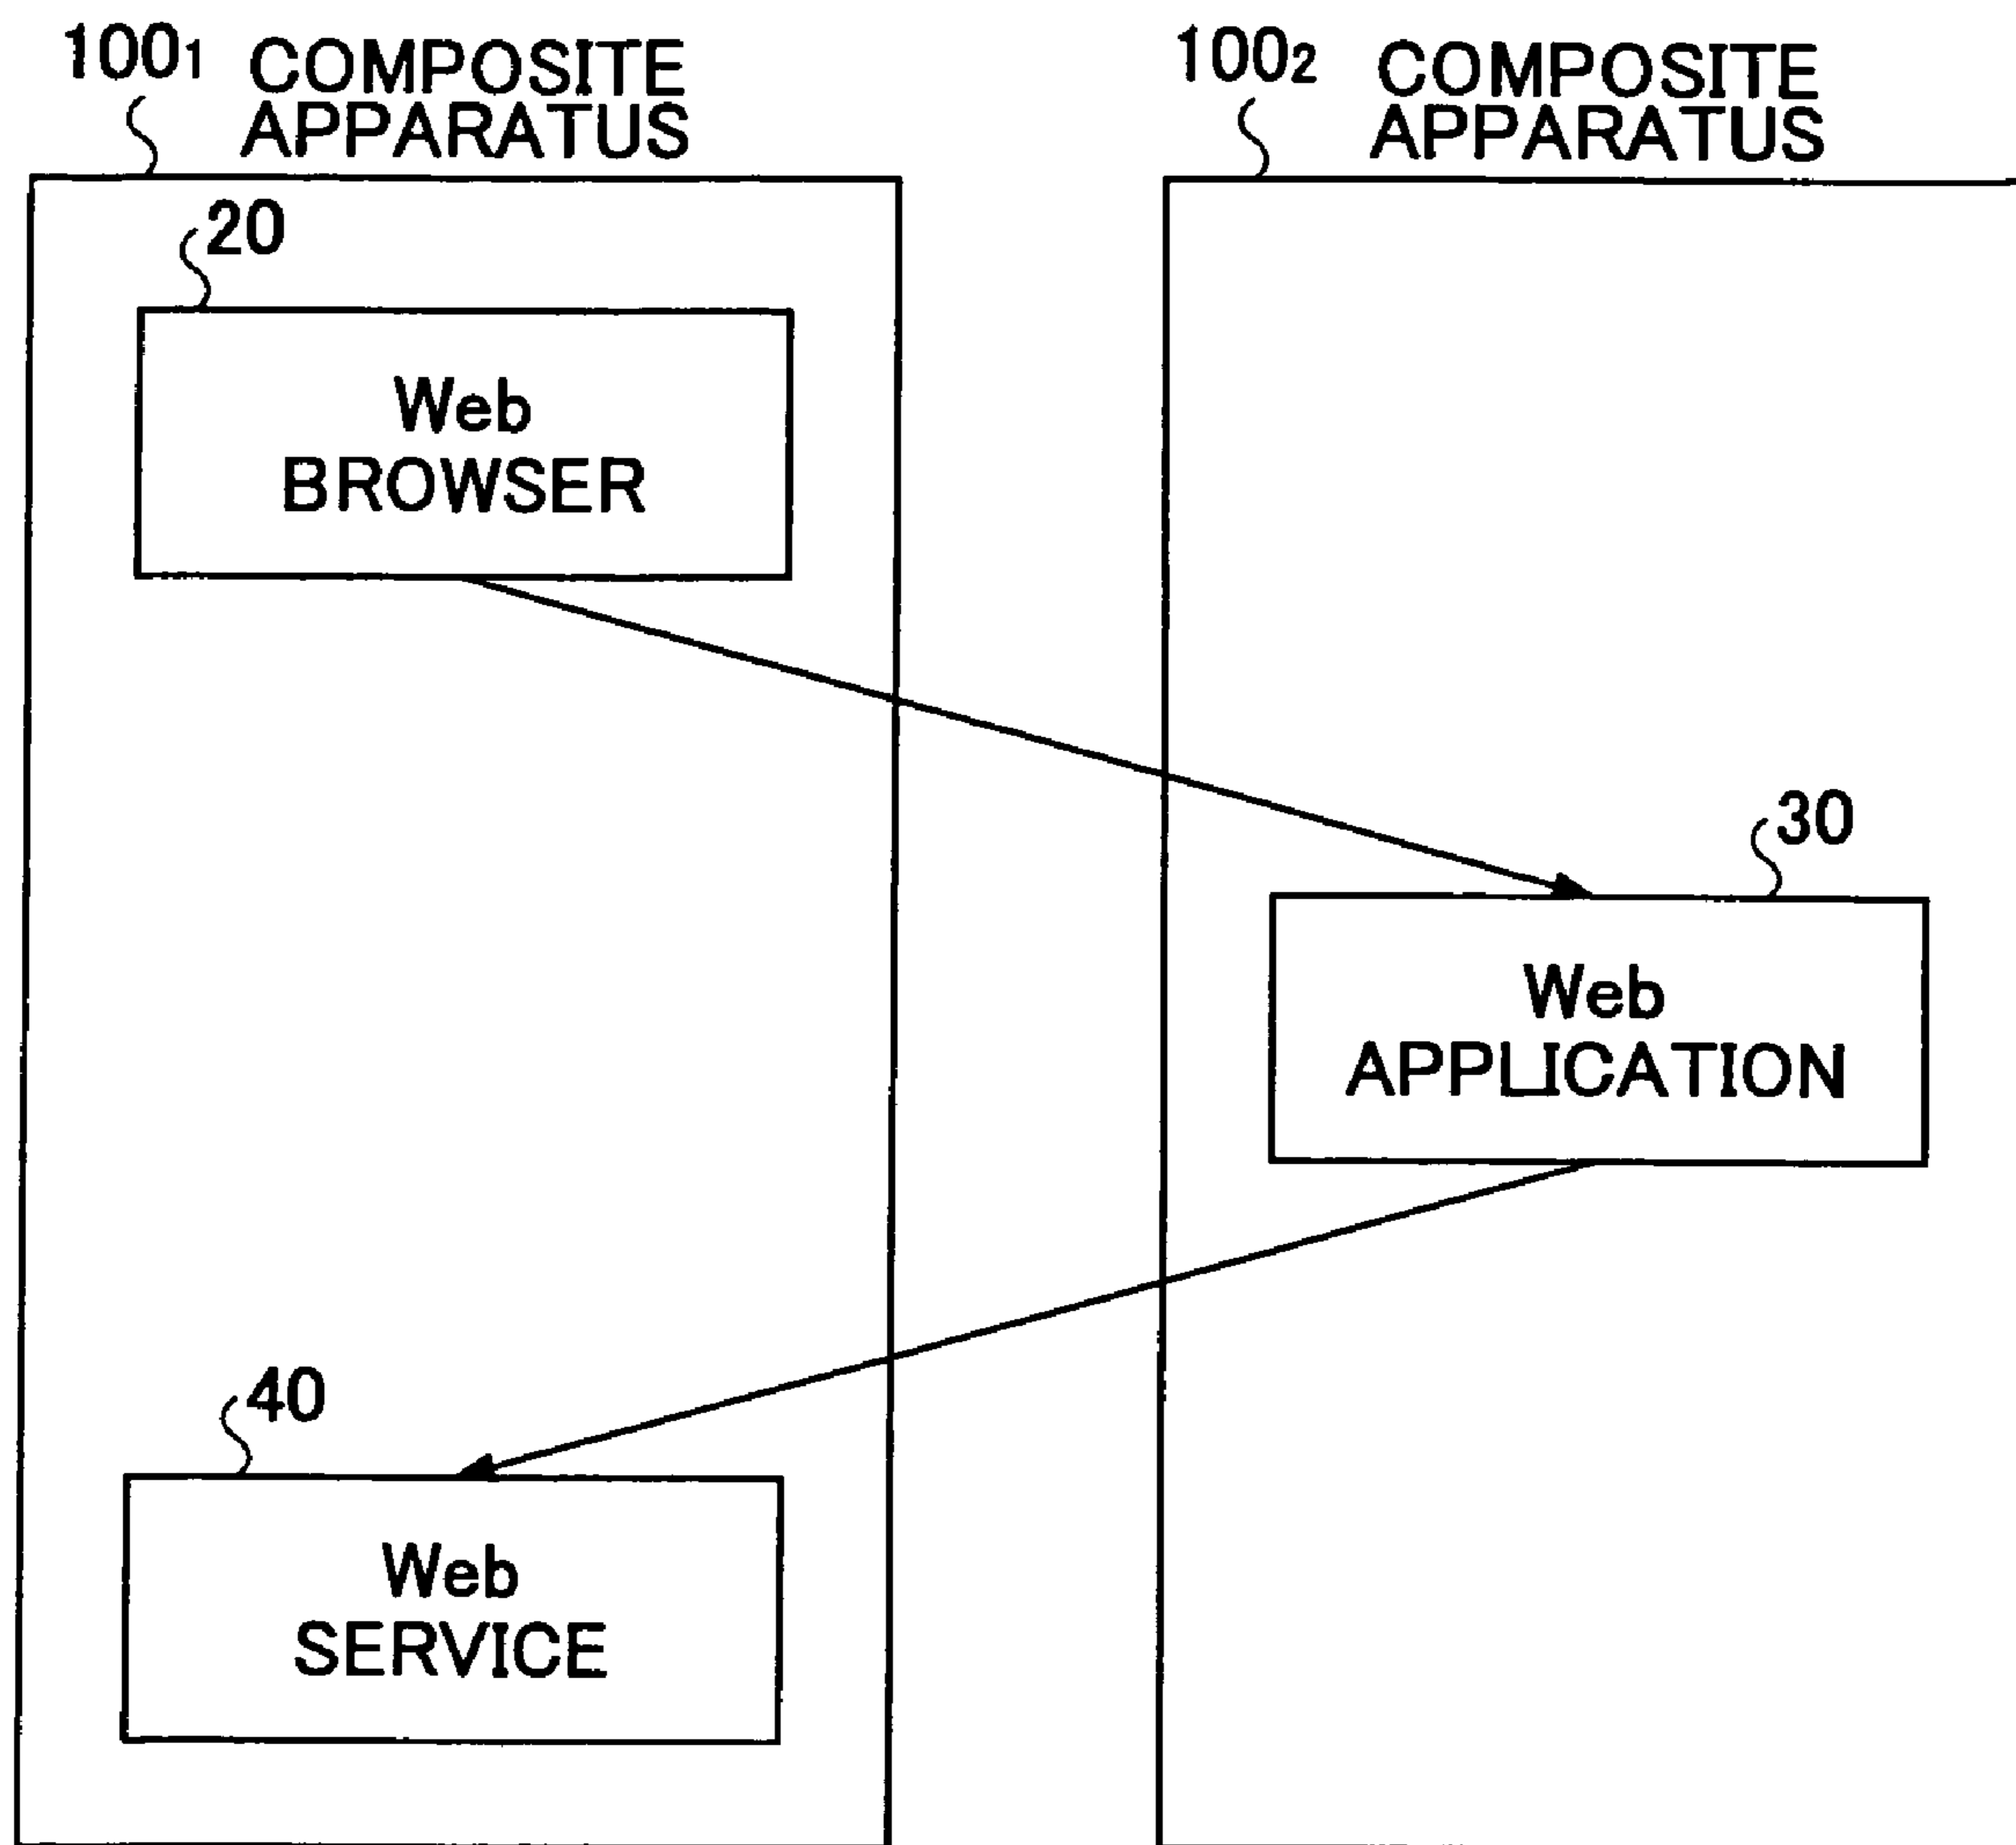 100₁ COMPOSITE
APPARATUS
100₂ COMPOSITE
APPARATUS
20
Web
BROWSER
30
Web
APPLICATION
40
Web
SERVICE